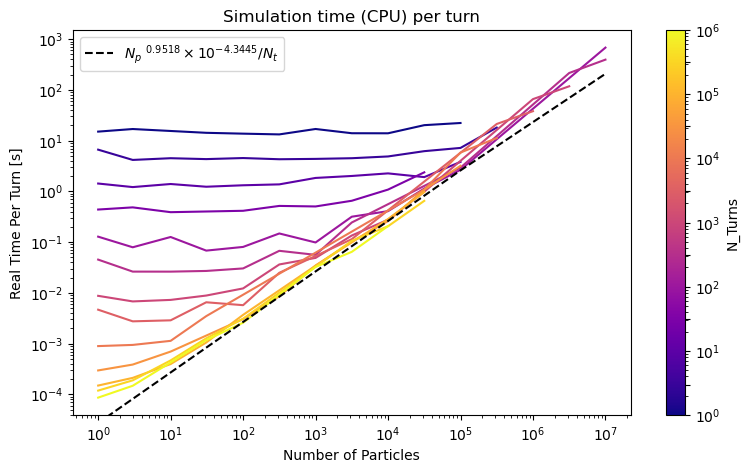 Simulation time (CPU) per turn
N_p^{0.9518} × 10^{-4.3445}/N_t
Real Time Per Turn [s]
10^3
10^2
10^1
10^0
10^{-1}
10^{-2}
10^{-3}
10^{-4}
10^0 10^1 10^2 10^3 10^4 10^5 10^6 10^7
Number of Particles
10^6
10^5
10^4
10^3
10^2
10^1
10^0
N_Turns